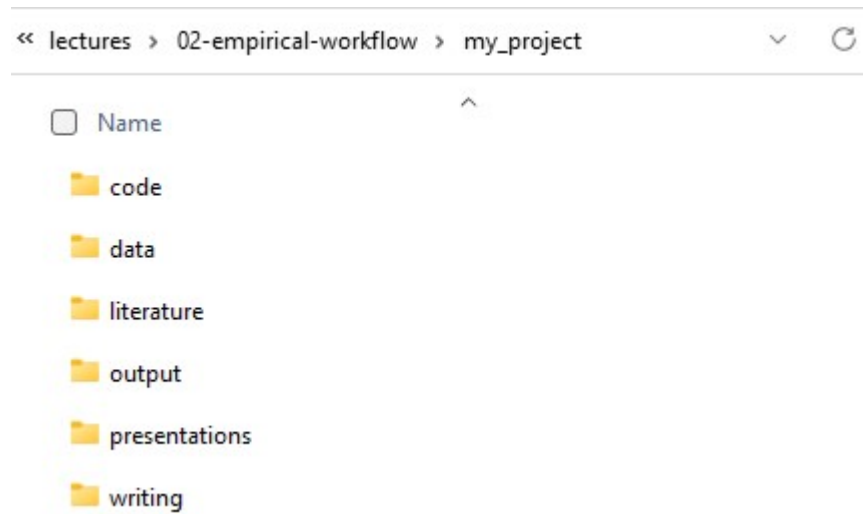 « lectures > 02-empirical-workflow > my_project
Name
code
data
literature
output
presentations
writing